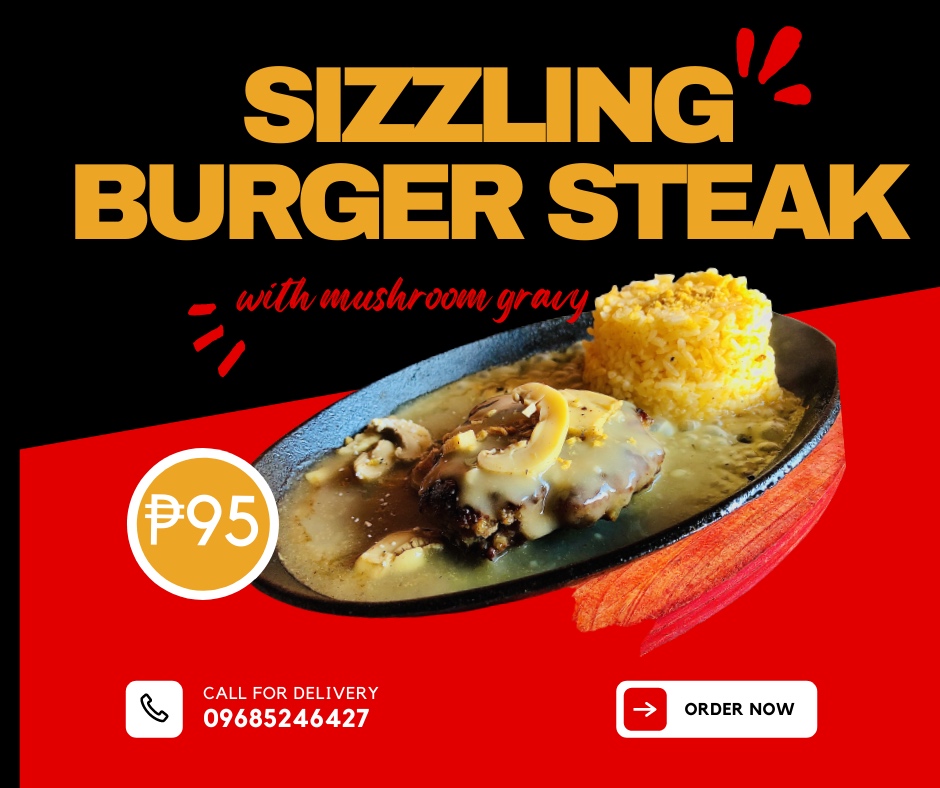 SIZZLING
BURGER STEAK
with mushroom gravy
₱95
CALL FOR DELIVERY
09685246427
ORDER NOW